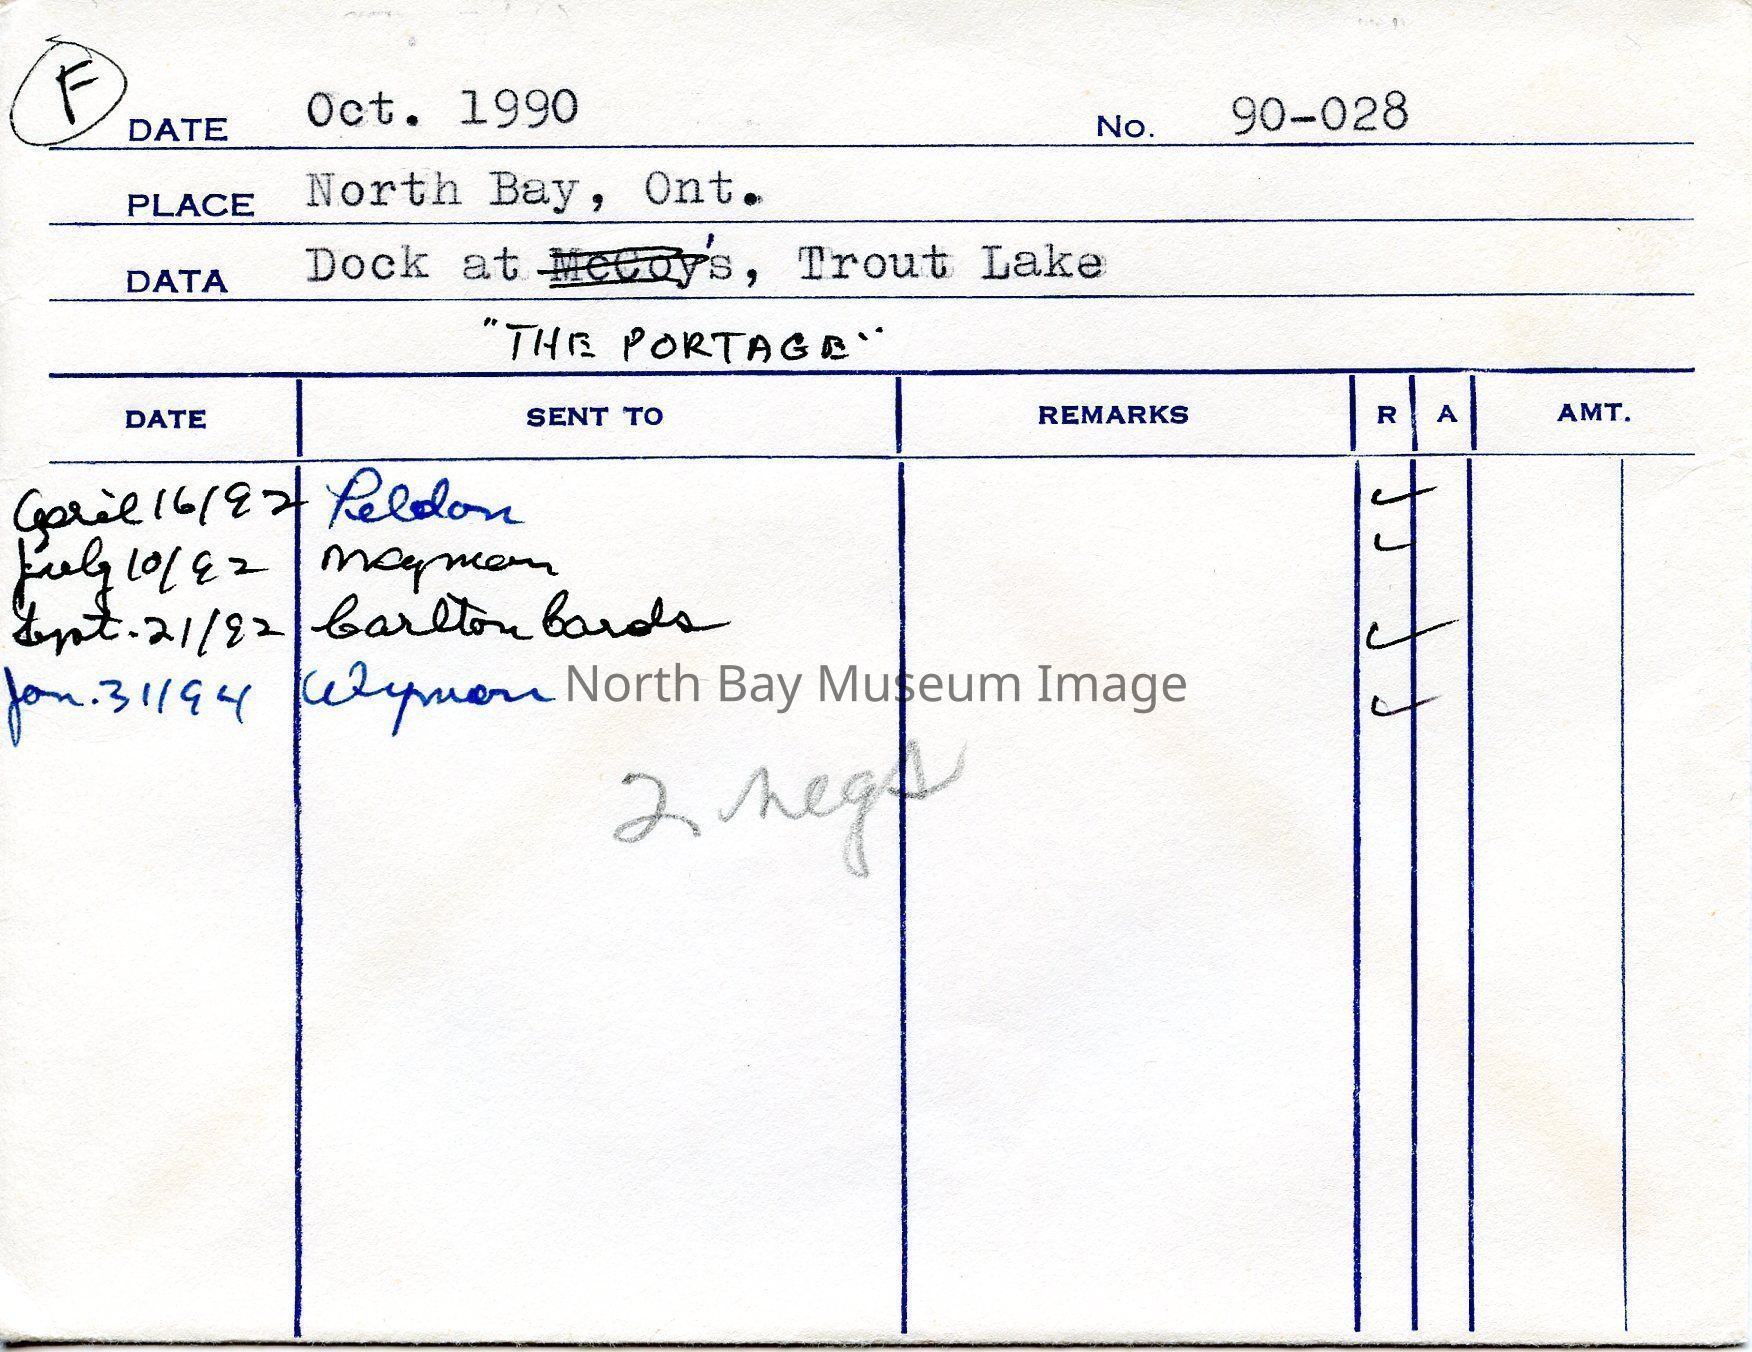 F
DATE Oct. 1990 No. 90-028
PLACE North Bay, Ont.
DATA Dock at McCoy's, Trout Lake
"THE PORTAGE"
DATE SENT TO REMARKS R A AMT.
April 16/92 Peldon ✓
July 10/92 ✓
Sept. 21/92 Carlton Cards ✓
Jan. 31/94 Wyman ✓
North Bay Museum Image
2 negs